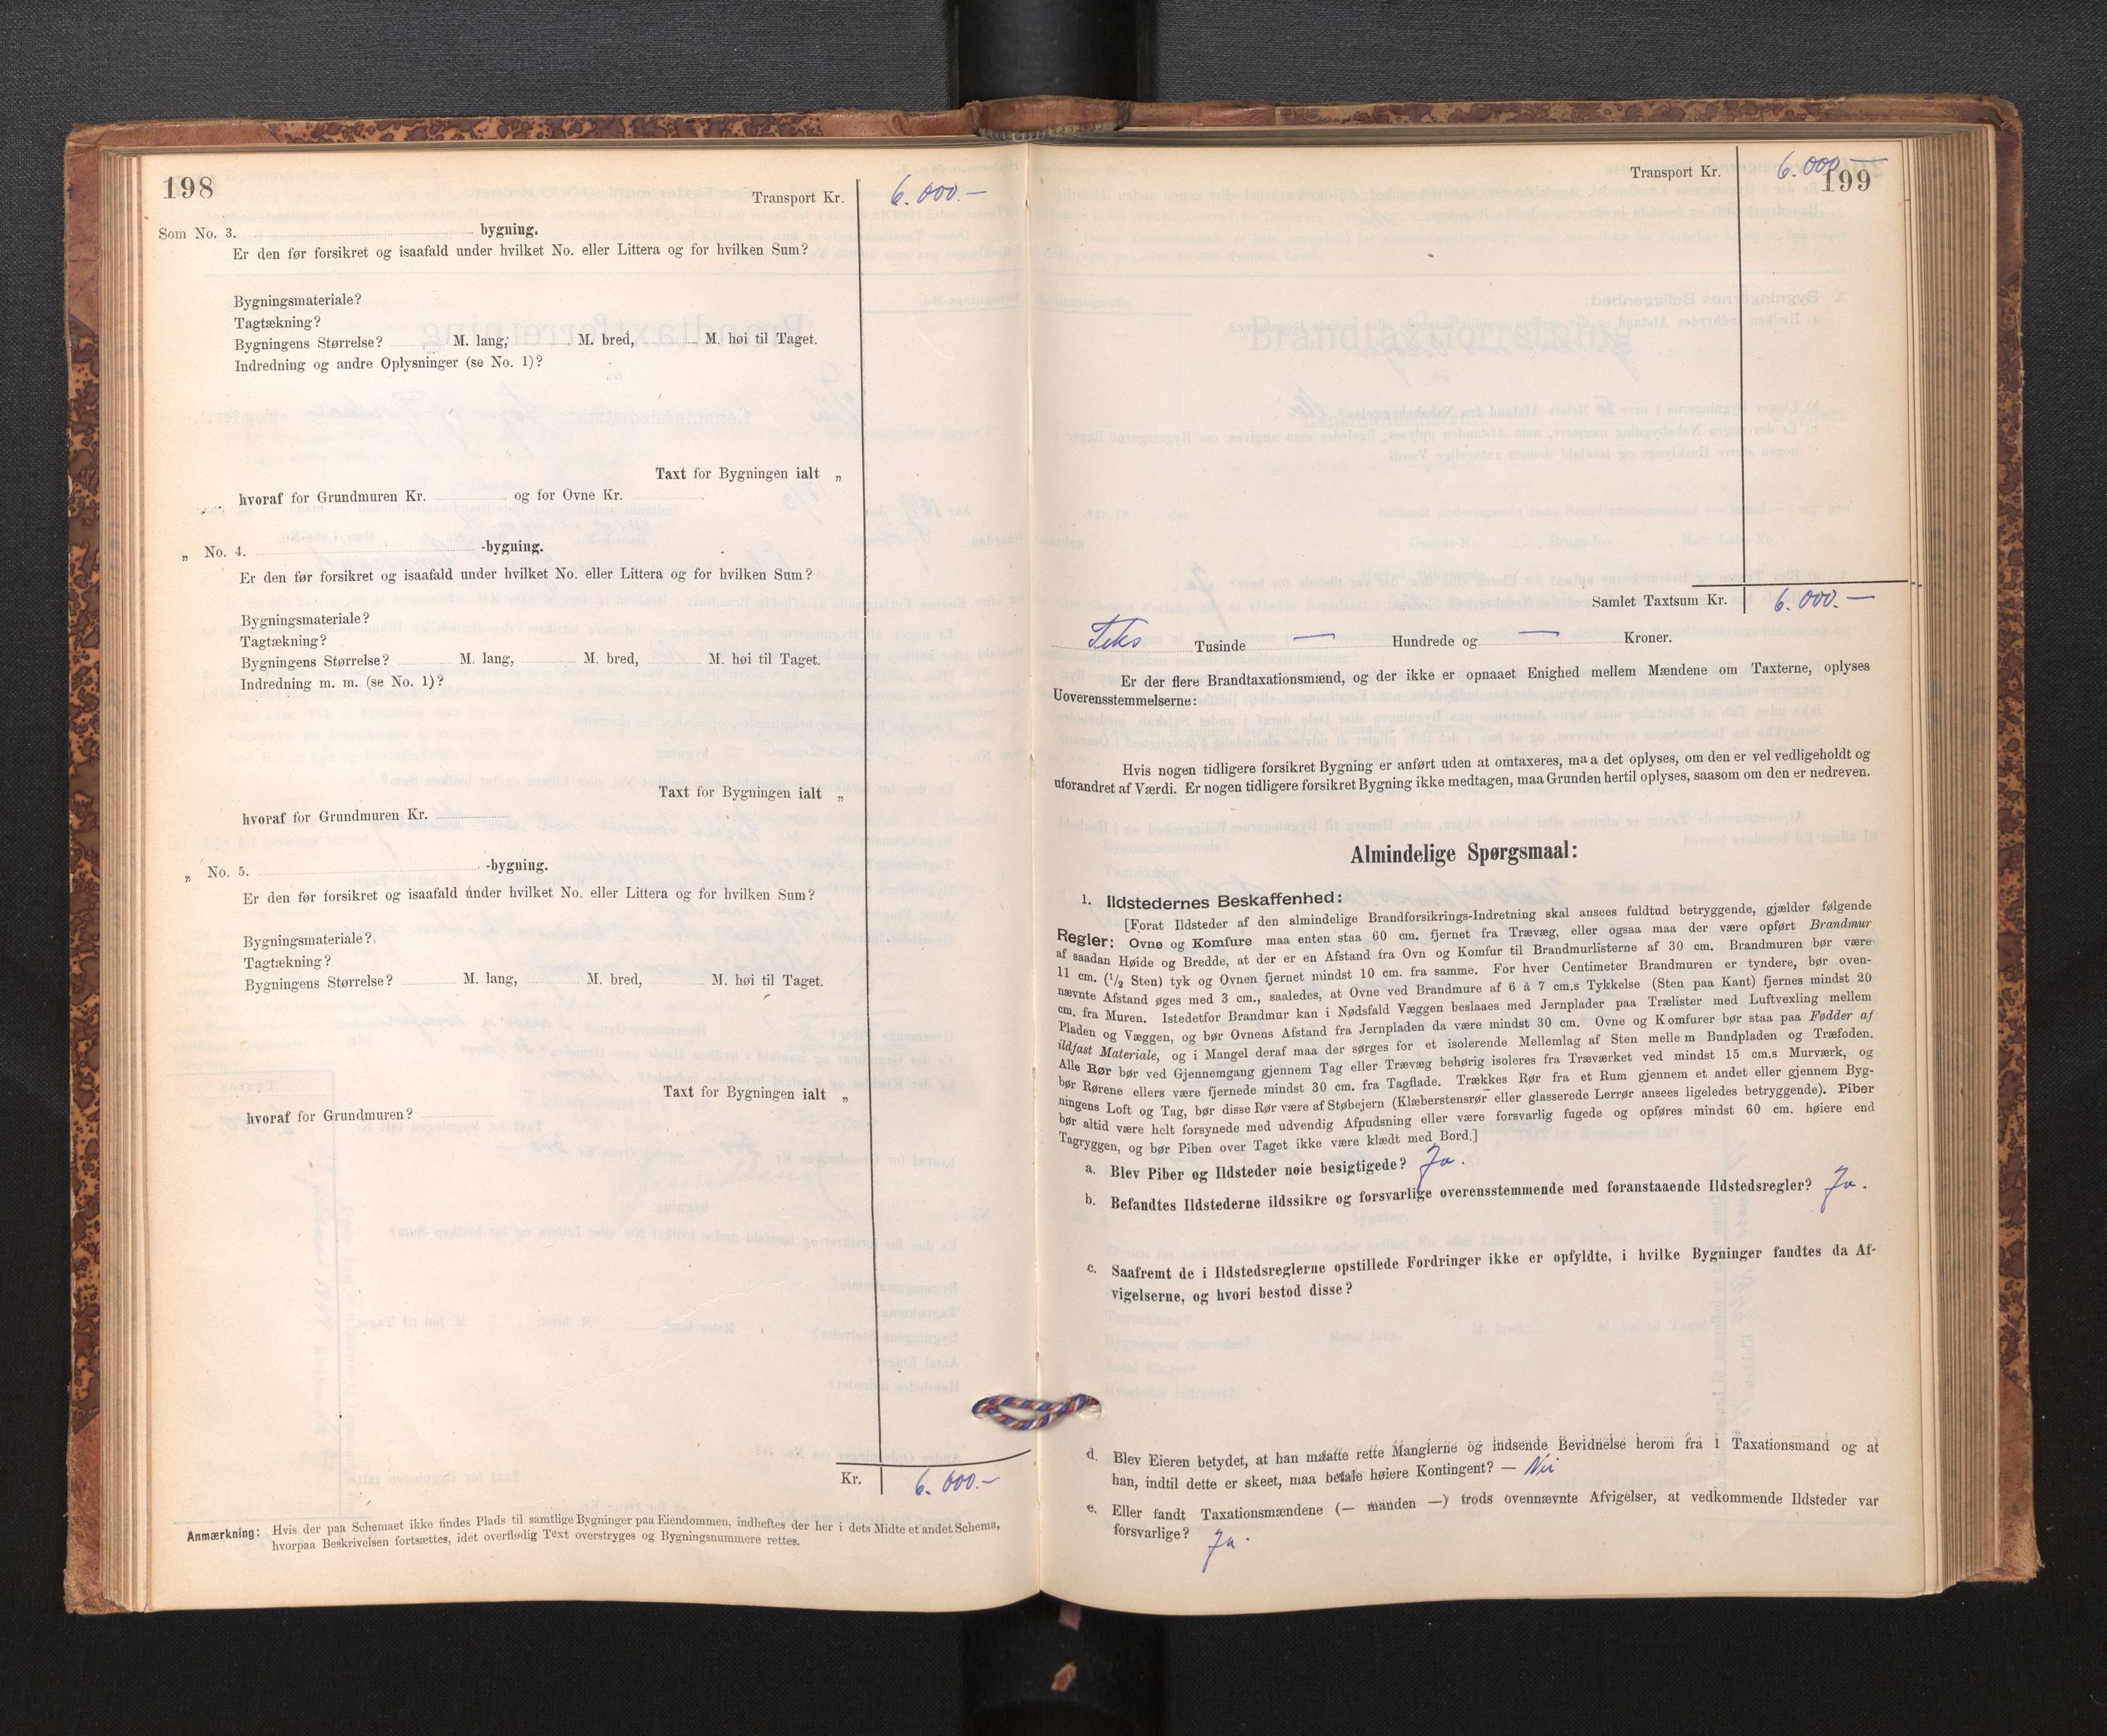 198
Transport Kr. 6.000.—
Som No. 3. bygning.
Er den før forsikret og isaafald under hvilket No. eller Littera og for hvilken Sum?
Bygningsmateriale?
Tagtækning?
Bygningens Størrelse? M. lang, M. bred, M. høi til Taget.
Indredning og andre Oplysninger (se No. 1)?
Taxt for Bygningen ialt „
„ hvoraf for Grundmuren Kr. og for Ovne Kr.
„ No. 4. -bygning.
Er den før forsikret og isaafald under hvilket No. eller Littera og for hvilken Sum?
Bygningsmateriale?
Tagtækning?
Bygningens Størrelse? M. lang, M. bred, M. høi til Taget.
Indredning m. m. (se No. 1)?
Taxt for Bygningen ialt „
hvoraf for Grundmuren Kr.
„ No. 5. -bygning.
Er den før forsikret og isaafald under hvilket No. eller Littera og for hvilken Sum?
Bygningsmateriale?
Tagtækning?
Bygningens Størrelse? M. lang, M. bred, M. høi til Taget.
Taxt for Bygningen ialt „
hvoraf for Grundmuren?
Kr. 6.000.—
Anmærkning: Hvis der paa Schemaet ikke findes Plads til samtlige Bygninger paa Eiendommen, indheftes der her i dets Midte et andet Schema,
hvorpaa Beskrivelsen fortsættes, idet overflødig Text overstryges og Bygningsnummere rettes.
Transport Kr. 6.000.—
199
Samlet Taxtsum Kr. 6.000.—
Seks Tusinde — Hundrede og — Kroner.
Er der flere Brandtaxationsmænd, og der ikke er opnaaet Enighed mellem Mændene om Taxterne, oplyses
Uoverensstemmelserne:
Hvis nogen tidligere forsikret Bygning er anført uden at omtaxeres, maa det oplyses, om den er vel vedligeholdt og
uforandret af Værdi. Er nogen tidligere forsikret Bygning ikke medtagen, maa Grunden hertil oplyses, saasom om den er nedreven.
Almindelige Spørgsmaal:
1. Ildstedernes Beskaffenhed:
[Forat Ildsteder af den almindelige Brandforsikrings-Indretning skal ansees fuldtud betryggende, gjælder følgende
Regler: Ovne og Komfure maa enten staa 60 cm. fjernet fra Trævæg, eller ogsaa maa der være opført Brandmur
af saadan Høide og Bredde, at der er en Afstand fra Ovn og Komfur til Brandmurlisterne af 30 cm. Brandmuren bør være
11 cm. (1/2 Sten) tyk og Ovnen fjernet mindst 10 cm. fra samme. For hver Centimeter Brandmuren er tyndere, bør oven-
nævnte Afstand øges med 3 cm., saaledes, at Ovne ved Brandmure af 6 à 7 cm.s Tykkelse (Sten paa Kant) fjernes mindst 20
cm. fra Muren. Istedetfor Brandmur kan i Nødsfald Væggen beslaaes med Jernplader paa Trælister med Luftvexling mellem
Pladen og Væggen, og bør Ovnens Afstand fra Jernpladen da være mindst 30 cm. Ovne og Komfurer bør staa paa Fødder af
ildfast Materiale, og i Mangel deraf maa der sørges for et isolerende Mellemlag af Sten mellem Bundpladen og Træfoden.
Alle Rør bør ved Gjennemgang gjennem Tag eller Trævæg behørig isoleres fra Træværket ved mindst 15 cm.s Murværk, og
bør Rørene ellers være fjernede mindst 30 cm. fra Tagflade. Trækkes Rør fra et Rum gjennem et andet eller gjennem Byg-
ningens Loft og Tag, bør disse Rør være af Støbejern (Klæberstensrør eller glasserede Lerrør ansees ligeledes betryggende). Piber
bør altid være helt forsynede med udvendig Afpudsning eller være forsvarlig fugede og opføres mindst 60 cm. høiere end
Tagryggen, og bør Piben over Taget ikke være klædt med Bord.]
a. Blev Piber og Ildsteder nøie besigtigede? Ja.
b. Befandtes Ildstederne ildssikre og forsvarlige overensstemmende med foranstaaende Ildstedsregler? Ja.
c. Saafremt de i Ildstedsreglerne opstillede Fordringer ikke er opfyldte, i hvilke Bygninger fandtes da Af-
vigelserne, og hvori bestod disse?
d. Blev Eieren betydet, at han maatte rette Manglerne og indsende Bevidnelse herom fra 1 Taxationsmand og at
han, indtil dette er skeet, maa betale høiere Kontingent? — Nei
e. Eller fandt Taxationsmændene (— manden —) trods ovennævnte Afvigelser, at vedkommende Ildsteder var
forsvarlige? Ja.